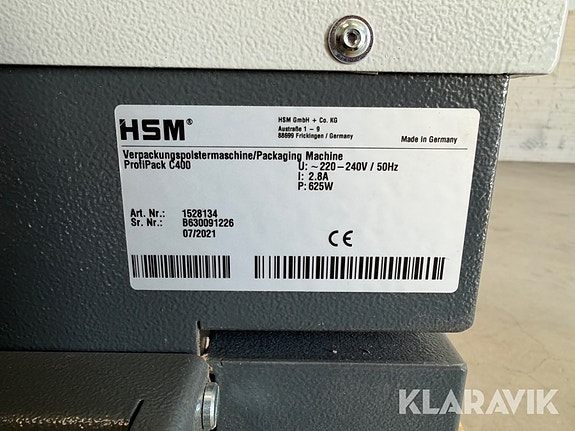 HSM®
HSM GmbH + Co. KG
Austraße 1 – 9
88699 Frickingen / Germany
Made in Germany
Verpackungspolstermaschine/Packaging Machine
ProfiPack C400
U: ~220–240V / 50Hz
I: 2.8A
P: 625W
Art. Nr.: 1528134
Sr. Nr.: B630091226
07/2021
CE
KLARAVIK